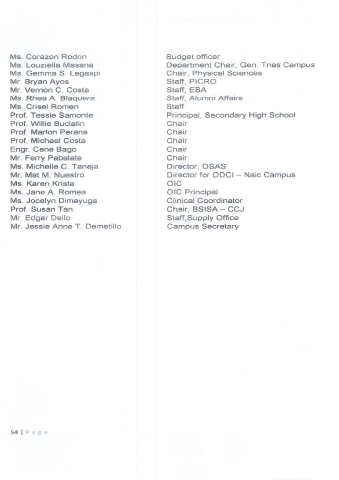 Ms. Corazon Rodrin Budget officer
Ms. Louziella Masana Department Chair, Gen. Trias Campus
Ms. Gemma S. Legaspi Chair, Physical Sciences
Mr. Bryan Ayos Staff, PICRO
Mr. Vernon C. Costa Staff, EBA
Ms. Rhea A. Blaquera Staff, Alumni Affairs
Ms. Crisel Romen Staff
Prof. Tessie Samonte Principal, Secondary High School
Prof. Willie Buclatin Chair
Prof. Marlon Perena Chair
Prof. Michael Costa Chair
Engr. Cene Bago Chair
Mr. Ferry Pabalate Chair
Ms. Michelle C. Taneja Director, OSAS
Mr. Mat M. Nuestro Director for ODCI – Naic Campus
Ms. Karen Krista OIC
Ms. Jane A. Romea OIC Principal
Ms. Jocelyn Dimayuga Clinical Coordinator
Prof. Susan Tan Chair, BSISA – CCJ
Mr. Edgar Dello Staff,Supply Office
Mr. Jessie Anne T. Demetillo Campus Secretary
54 | Page